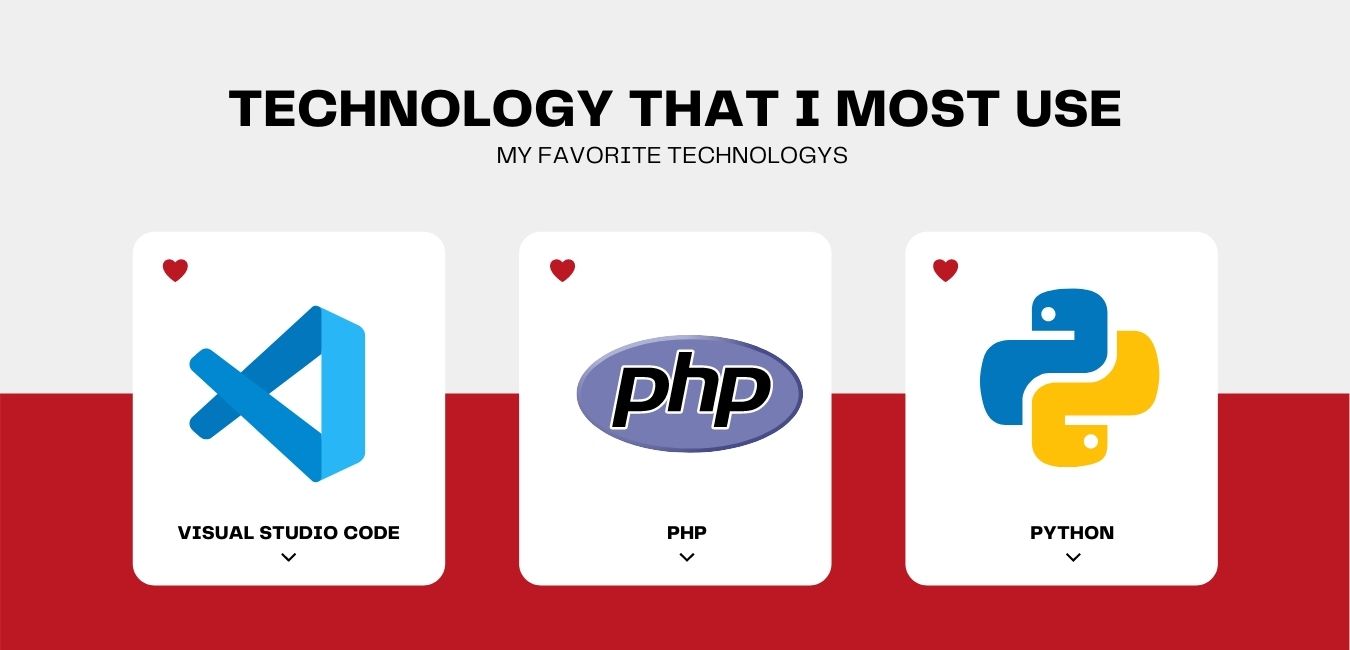 TECHNOLOGY THAT I MOST USE
MY FAVORITE TECHNOLOGYS
php
VISUAL STUDIO CODE
PHP
PYTHON